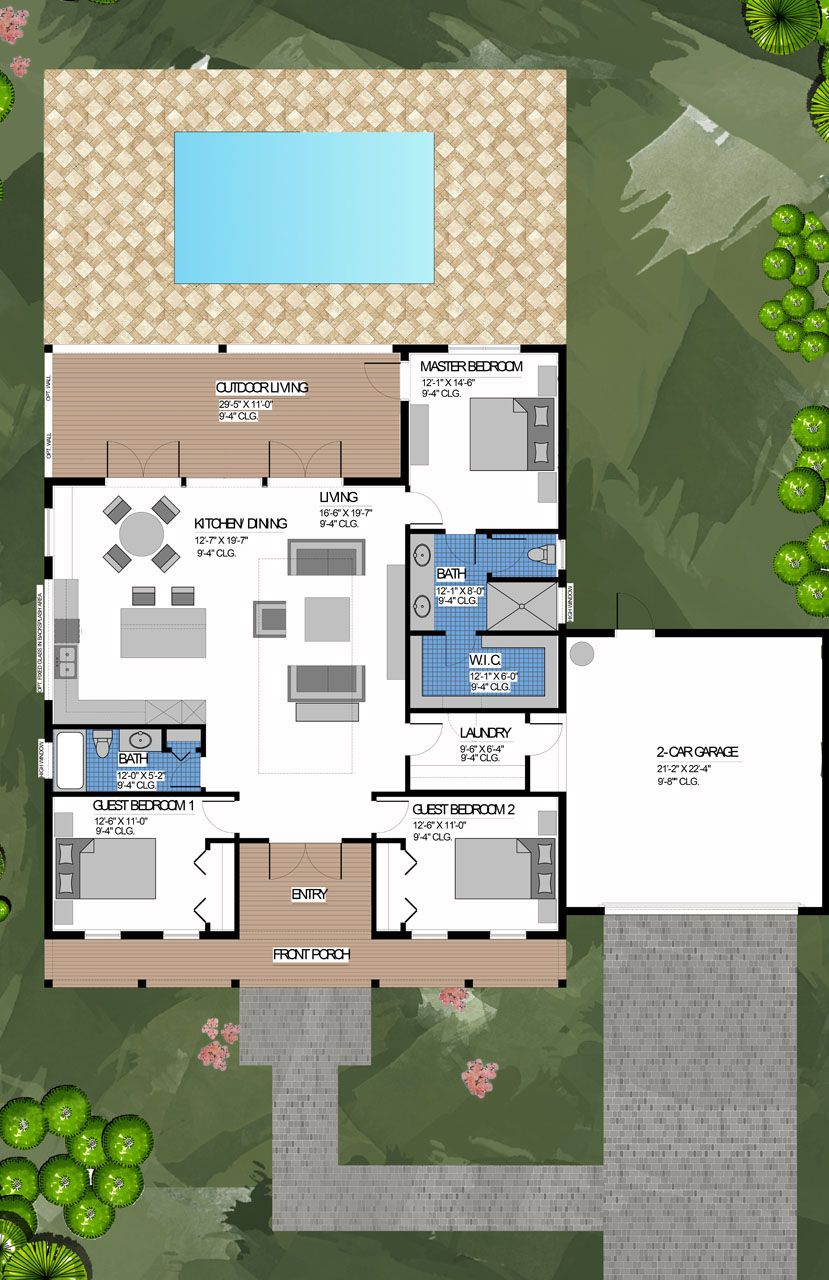 OPT. WALL
OPT. WALL
OUTDOOR LIVING
29'-5" X 11'-0"
9'-4" CLG.
MASTER BEDROOM
12'-1" X 14'-6"
9'-4" CLG.
LIVING
16'-6" X 19'-7"
9'-4" CLG.
KITCHEN/ DINING
12'-7" X 19'-7"
9'-4" CLG.
OPT. FIXED GLASS IN BACKSPLASH AREA
BATH
12'-1" X 8'-0"
9'-4" CLG.
HIGH WINDOW
W.I.C.
12'-1" X 6'-0"
9'-4" CLG.
LAUNDRY
9'-6" X 6'-4"
9'-4" CLG.
2- CAR GARAGE
21'-2" X 22'-4"
9'-8"" CLG.
HIGH WINDOW
BATH
12'-0" X 5'-2"
9'-4" CLG.
GUEST BEDROOM 1
12'-6" X 11'-0"
9'-4" CLG.
GUEST BEDROOM 2
12'-6" X 11'-0"
9'-4" CLG.
ENTRY
FRONT PORCH